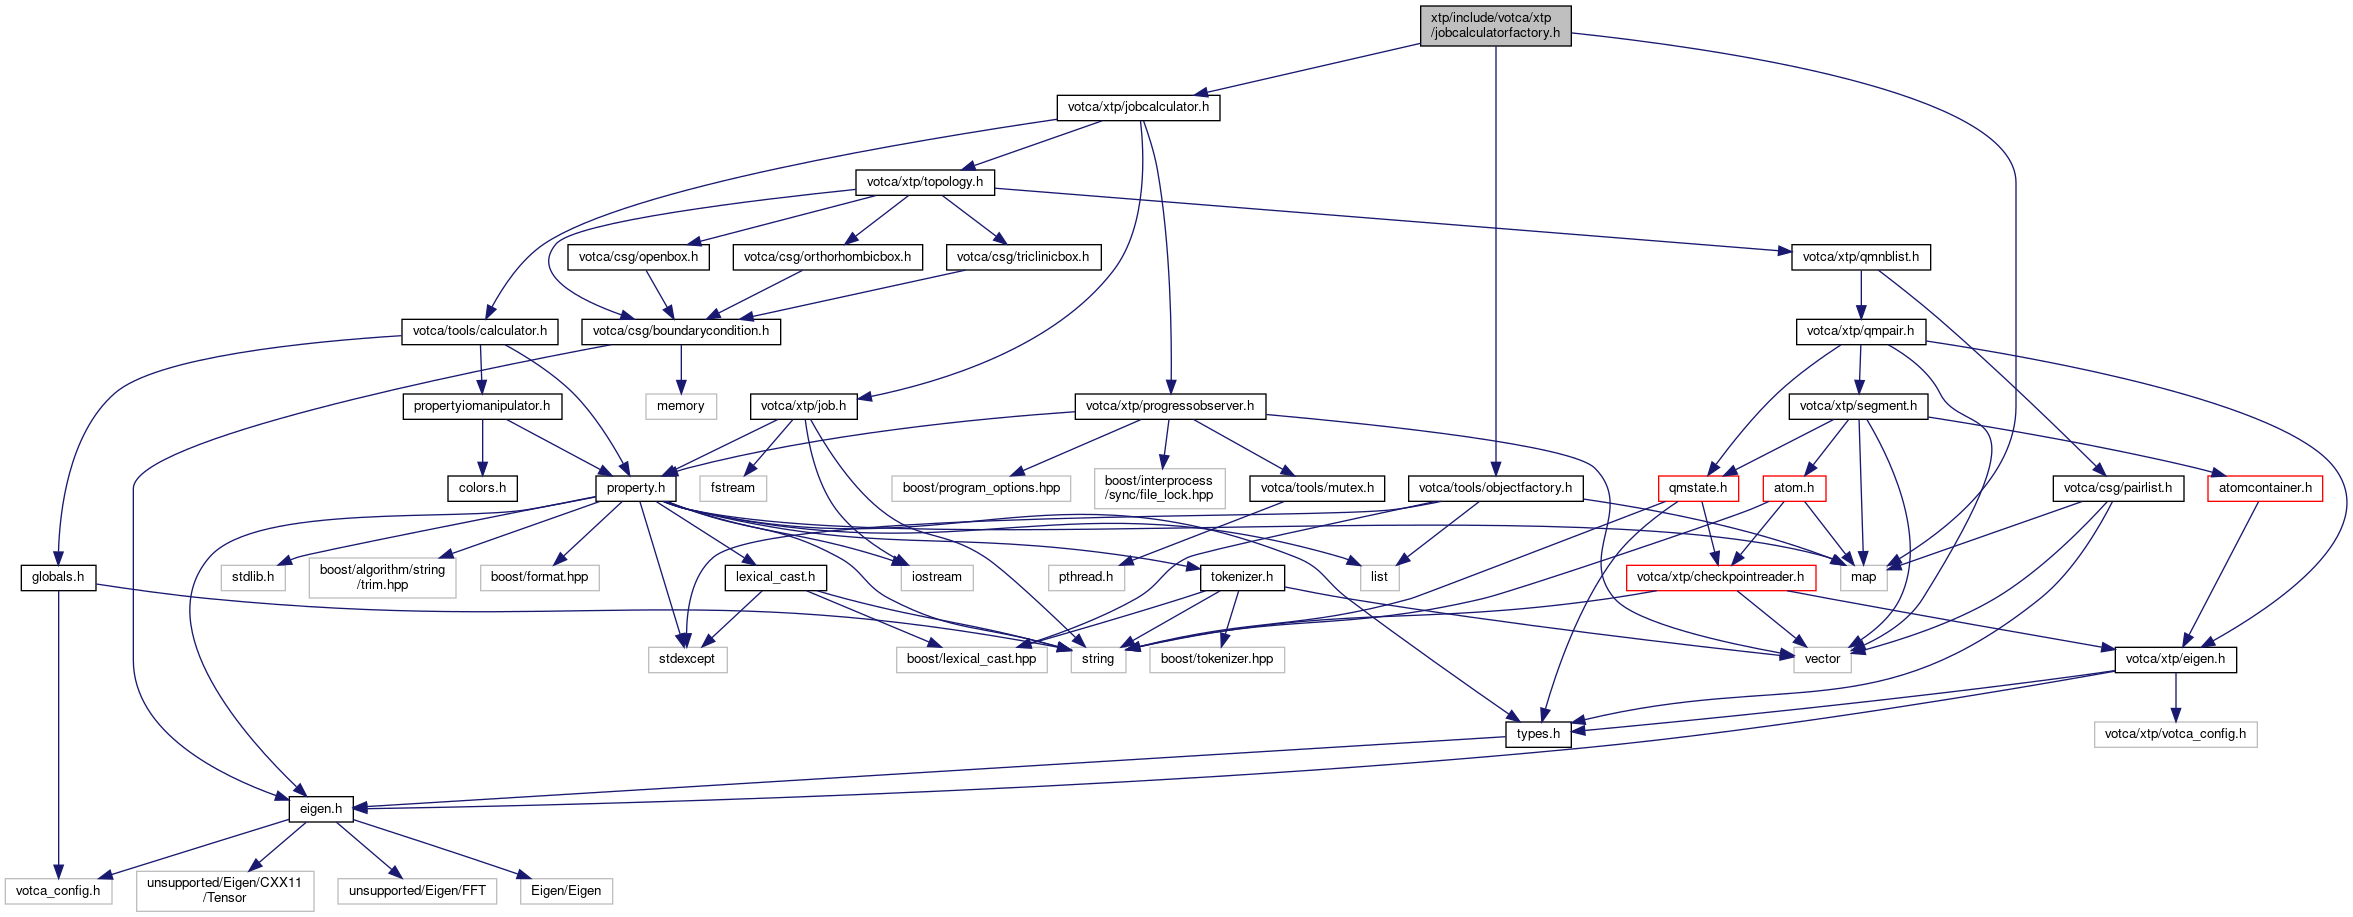 xtp/include/votca/xtp
/jobcalculatorfactory.h
votca/xtp/jobcalculator.h
votca/xtp/topology.h
votca/csg/openbox.h
votca/csg/orthorhombicbox.h
votca/csg/triclinicbox.h
votca/xtp/qmnblist.h
votca/tools/calculator.h
votca/csg/boundarycondition.h
votca/xtp/qmpair.h
propertyiomanipulator.h
memory
votca/xtp/job.h
votca/xtp/progressobserver.h
votca/xtp/segment.h
colors.h
property.h
fstream
boost/program_options.hpp
boost/interprocess
/sync/file_lock.hpp
votca/tools/mutex.h
votca/tools/objectfactory.h
qmstate.h
atom.h
votca/csg/pairlist.h
atomcontainer.h
globals.h
stdlib.h
boost/algorithm/string
/trim.hpp
boost/format.hpp
lexical_cast.h
iostream
pthread.h
tokenizer.h
list
votca/xtp/checkpointreader.h
map
stdexcept
boost/lexical_cast.hpp
string
boost/tokenizer.hpp
vector
votca/xtp/eigen.h
types.h
votca/xtp/votca_config.h
eigen.h
votca_config.h
unsupported/Eigen/CXX11
/Tensor
unsupported/Eigen/FFT
Eigen/Eigen